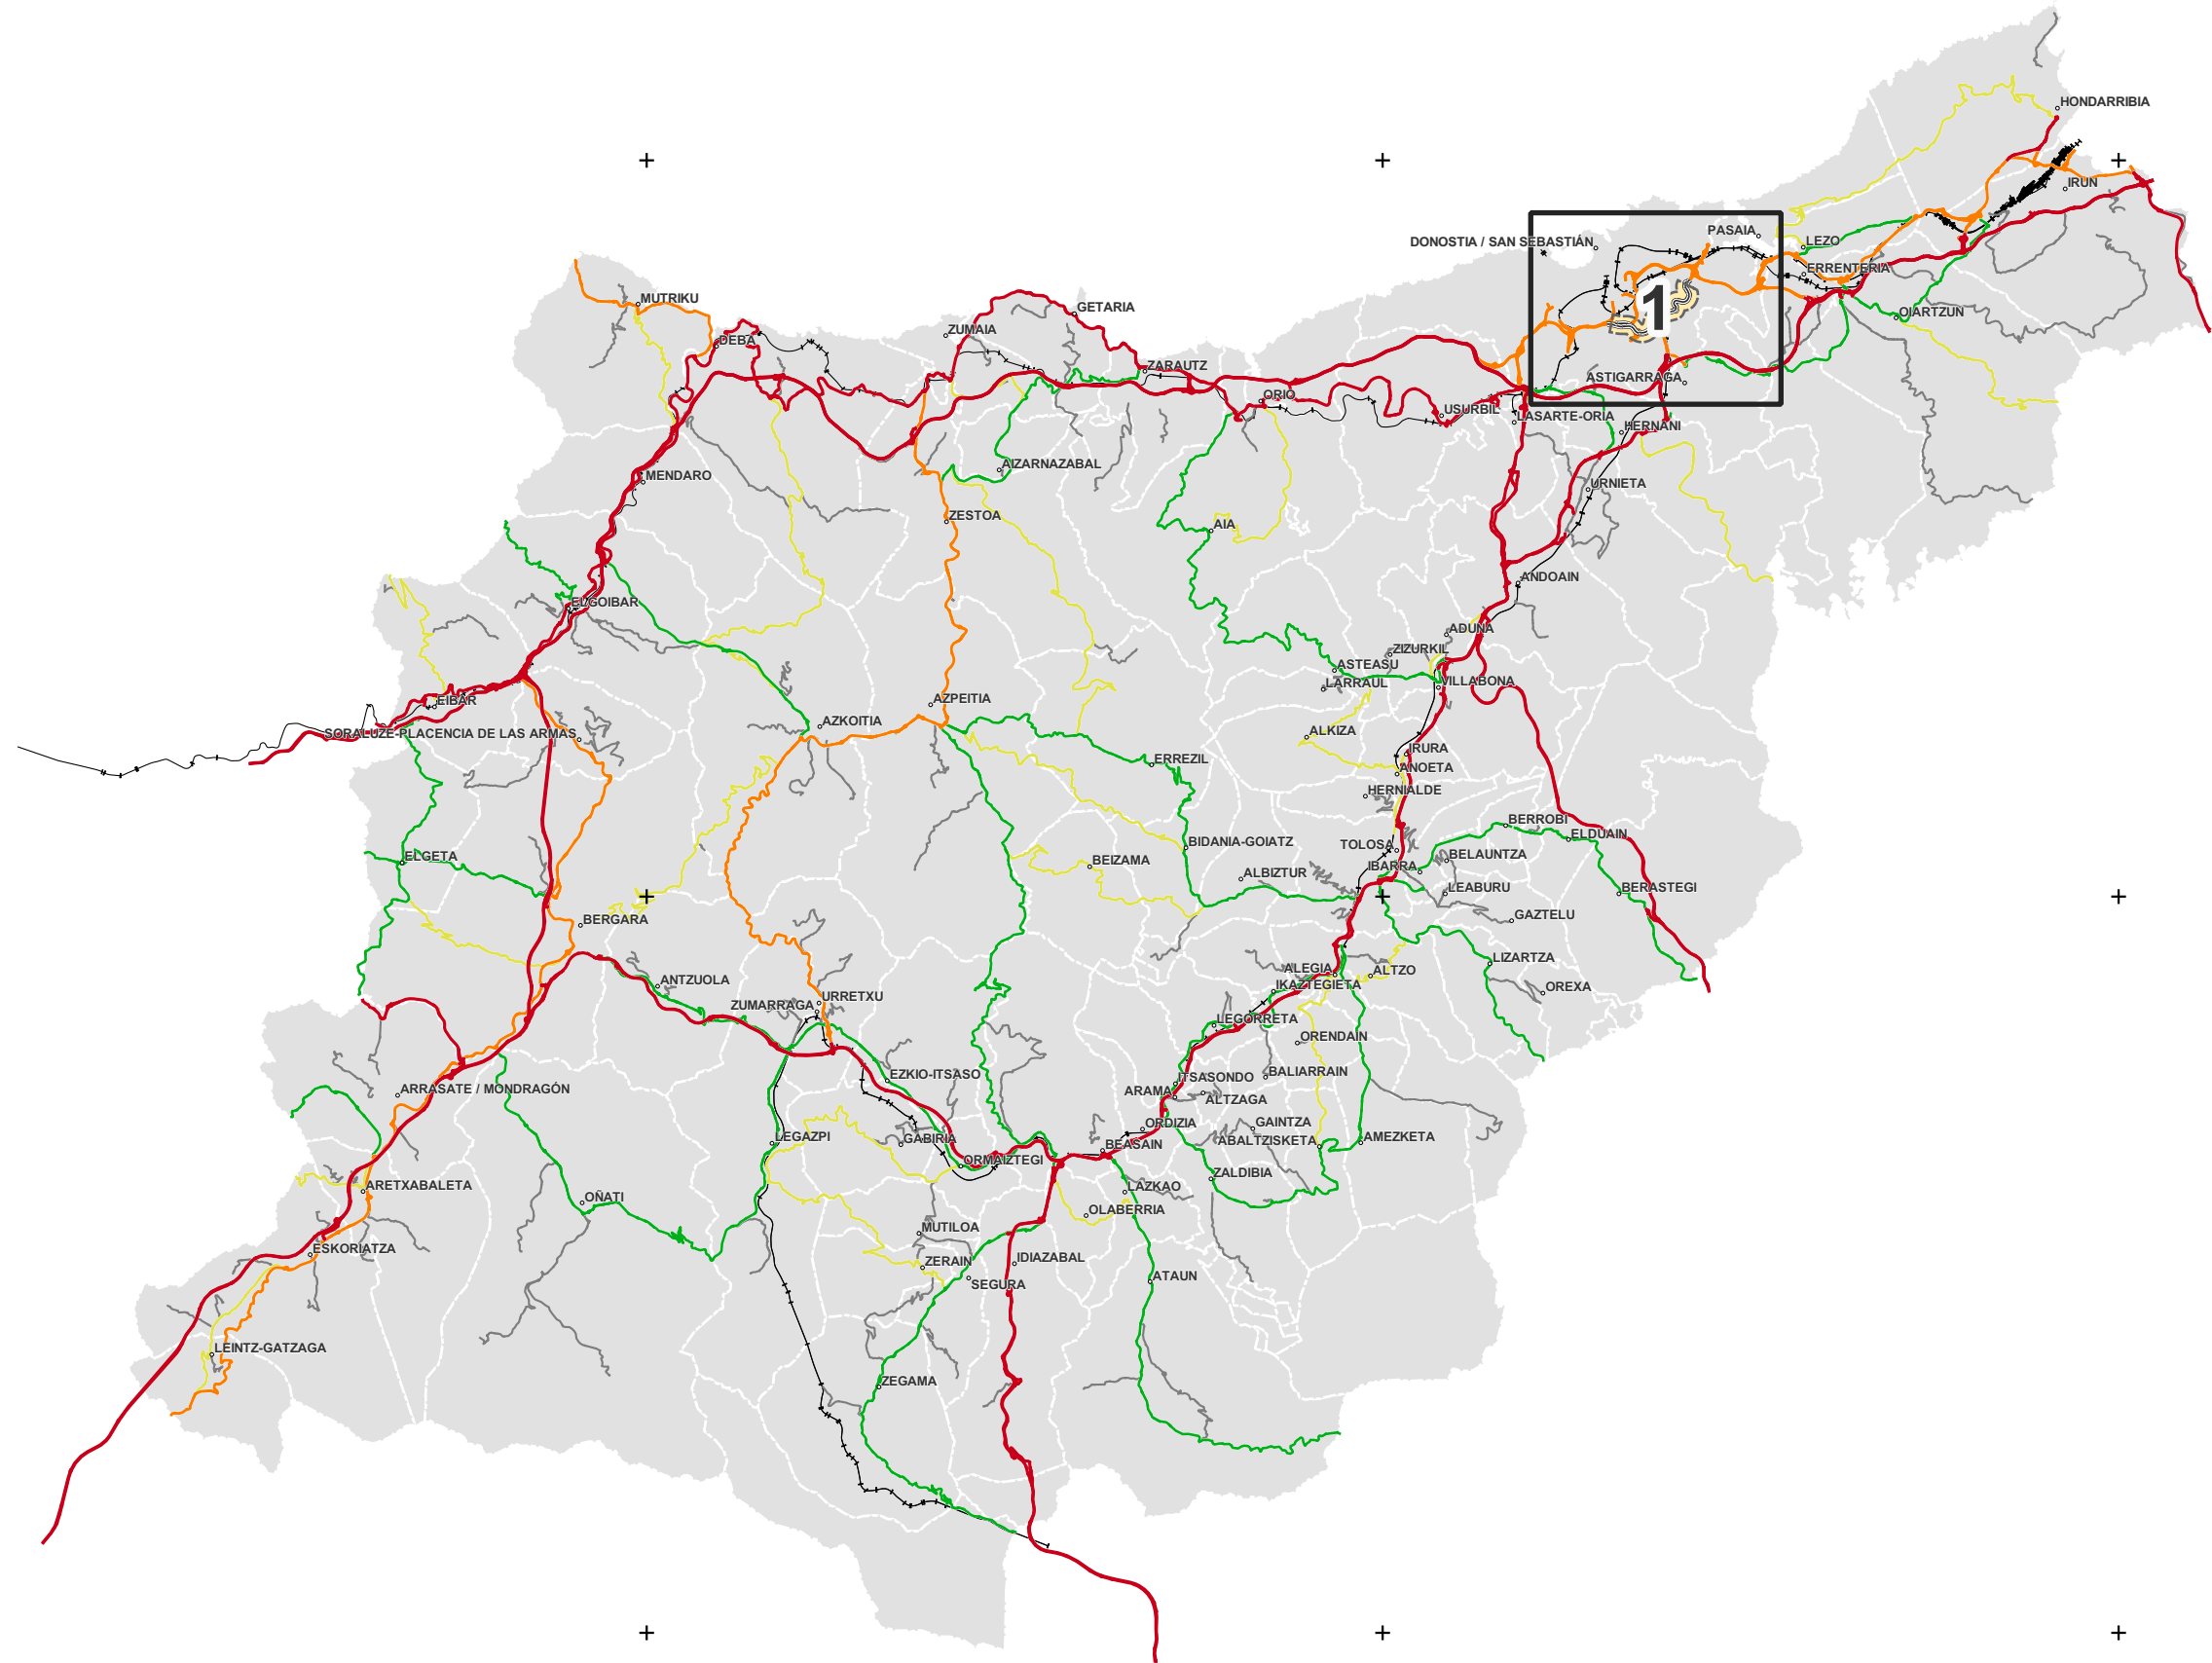 HONDARRIBIA
IRUN
PASAIA
DONOSTIA / SAN SEBASTIÁN
LEZO
ERRENTERIA
MUTRIKU
GETARIA
1
OIARTZUN
ZUMAIA
DEBA
ZARAUTZ
ASTIGARRAGA
ORIO
USURBIL
LASARTE-ORIA
HERNANI
AIZARNAZABAL
MENDARO
URNIETA
ZESTOA
AIA
ANDOAIN
ELGOIBAR
ADUNA
ZIZURKIL
ASTEASU
LARRAUL
VILLABONA
EIBAR
AZPEITIA
AZKOITIA
SORALUZE-PLACENCIA DE LAS ARMAS
ALKIZA
IRURA
ERREZIL
ANOETA
HERNIALDE
BERROBI
ELDUAIN
BIDANIA-GOIATZ
TOLOSA
BELAUNTZA
ELGETA
BEIZAMA
IBARRA
ALBIZTUR
LEABURU
BERASTEGI
BERGARA
GAZTELU
LIZARTZA
ALEGIA
ALTZO
ANTZUOLA
IKAZTEGIETA
OREXA
URRETXU
ZUMARRAGA
LEGORRETA
ORENDAIN
EZKIO-ITSASO
BALIARRAIN
ITSASONDO
ARRASATE / MONDRAGÓN
ARAMA
ALTZAGA
ORDIZIA
GAINTZA
LEGAZPI
GABIRIA
ABALTZISKETA
AMEZKETA
BEASAIN
ORMAIZTEGI
ZALDIBIA
ARETXABALETA
LAZKAO
OÑATI
OLABERRIA
MUTILOA
ESKORIATZA
ZERAIN
IDIAZABAL
ATAUN
SEGURA
LEINTZ-GATZAGA
ZEGAMA